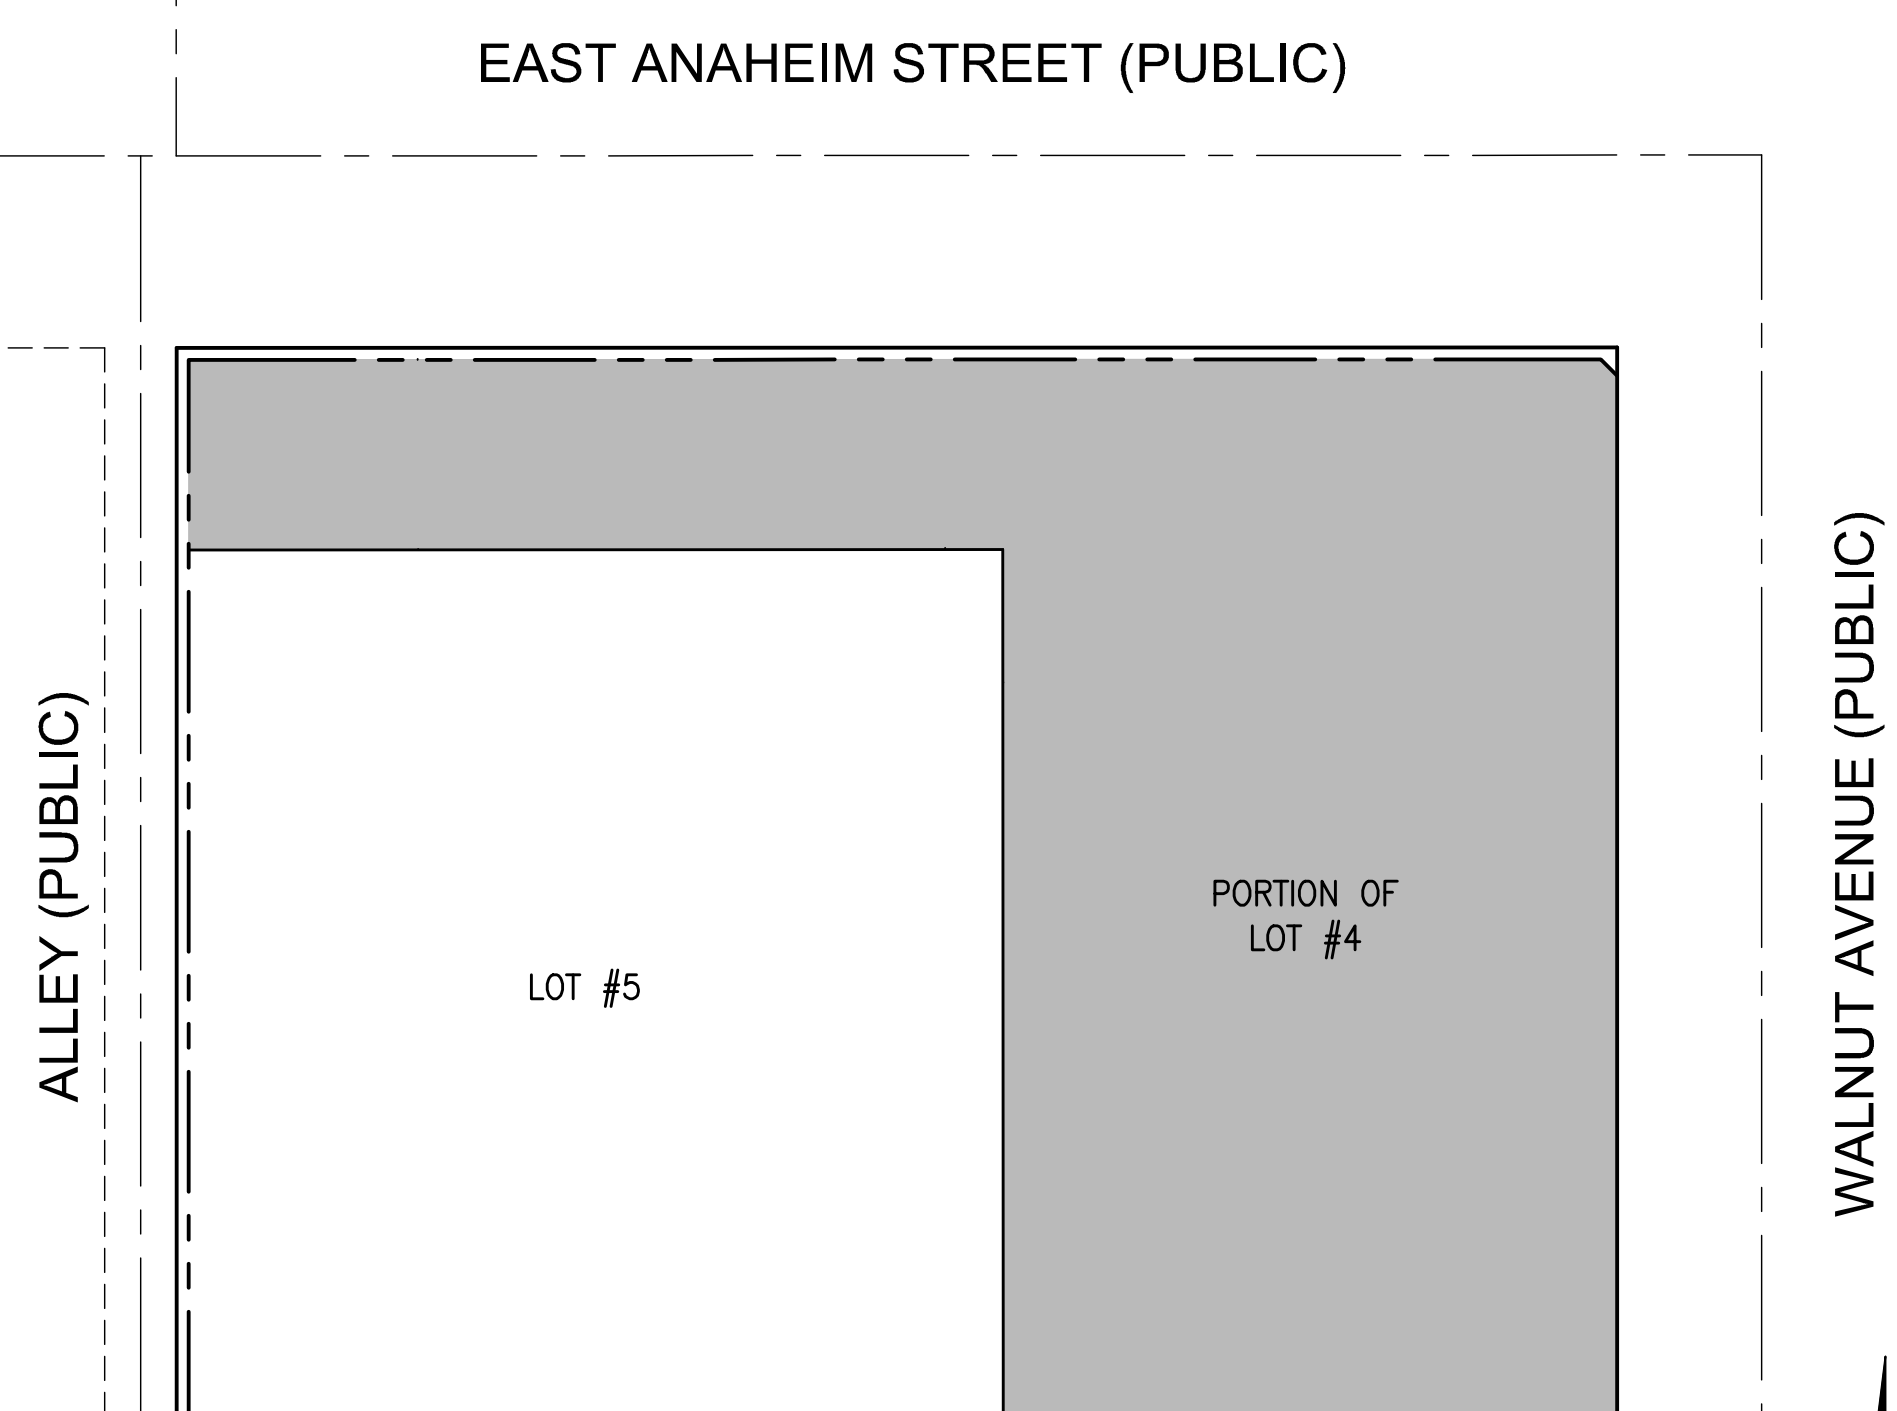 EAST ANAHEIM STREET (PUBLIC)
ALLEY (PUBLIC)
WALNUT AVENUE (PUBLIC)
PORTION OF
LOT #4
LOT #5